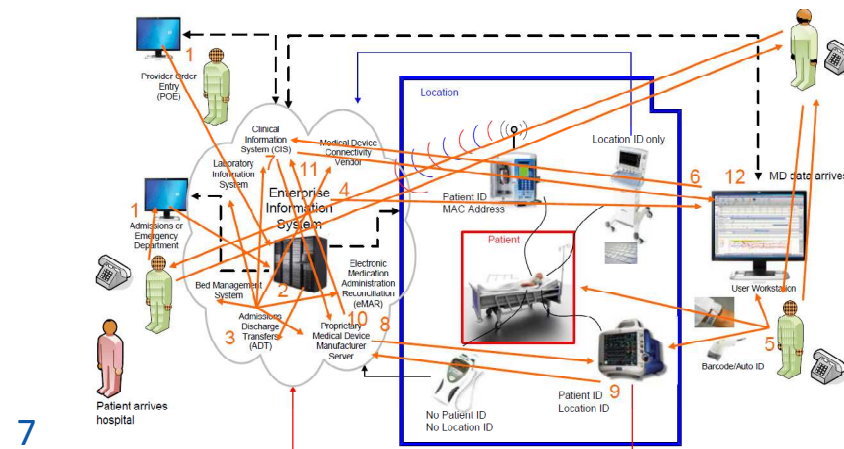 1
Provider Order
Entry
(POE)
Clinical
Information
System (CIS)
7
11
Medical Device
Connectivity
Vendor
Laboratory
Information
System
4
Enterprise
Information
System
1
Admissions or
Emergency
Department
Bed Management
System
2
3
Admissions
Discharge
Transfers
(ADT)
Electronic
Medication
Administration
Reconciliation
(eMAR)
10
8
Proprietary
Medical Device
Manufacturer
Server
Patient arrives
hospital
Location
Location ID only
Patient ID
MAC Address
Patient
No Patient ID
No Location ID
Patient ID
Location ID
9
6
12
MD data arrives
User Workstation
5
Barcode/Auto ID
7